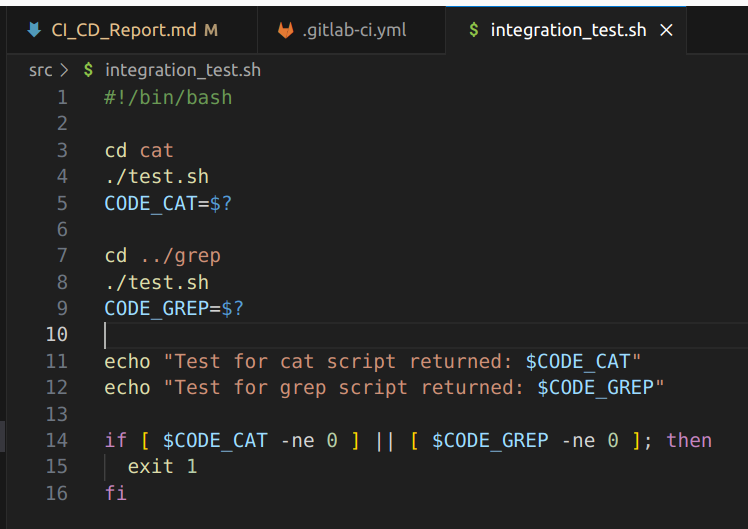 CI_CD_Report.md M .gitlab-ci.yml $ integration_test.sh ×
src > $ integration_test.sh
1 #!/bin/bash
2
3 cd cat
4 ./test.sh
5 CODE_CAT=$?
6
7 cd ../grep
8 ./test.sh
9 CODE_GREP=$?
10
11 echo "Test for cat script returned: $CODE_CAT"
12 echo "Test for grep script returned: $CODE_GREP"
13
14 if [ $CODE_CAT -ne 0 ] || [ $CODE_GREP -ne 0 ]; then
15   exit 1
16 fi